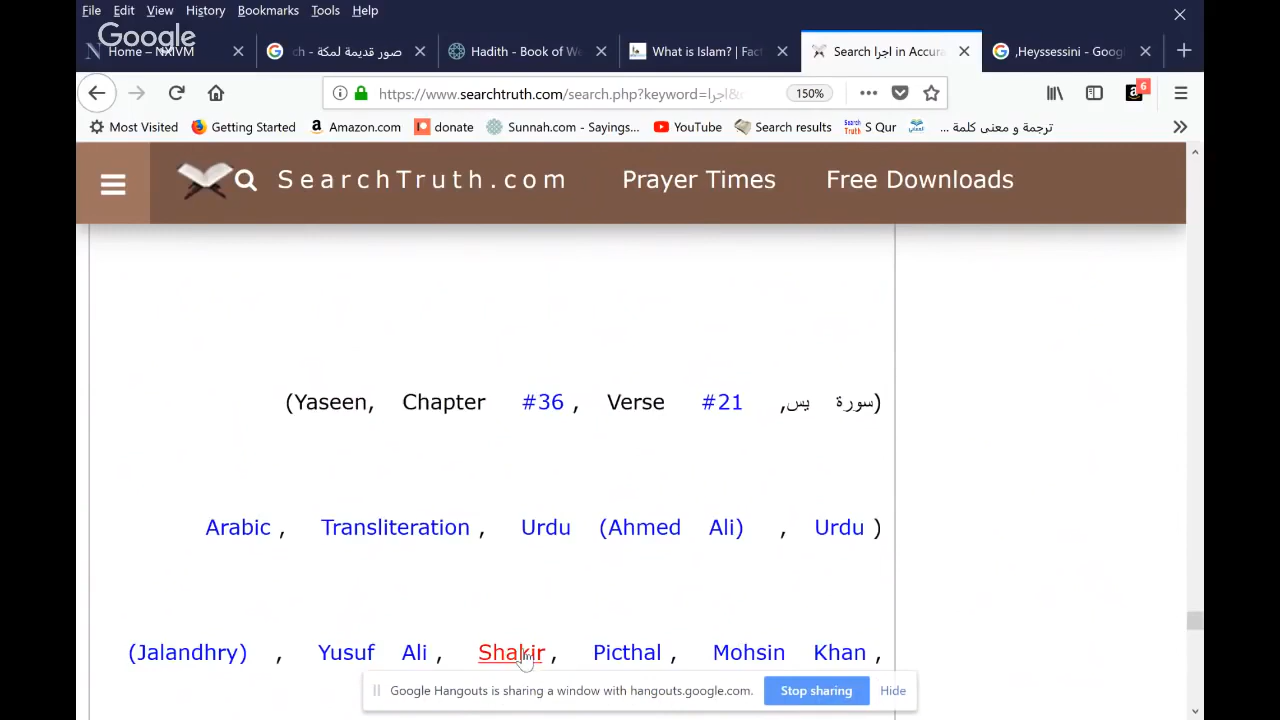 File Edit View History Bookmarks Tools Help
Google
Home – NXIVM
صور قديمة لمكة - ch
Hadith - Book of We
What is Islam? | Fact
Search اجرا in Accura
,Heyssessini - Googl
https://www.searchtruth.com/search.php?keyword=اجرا&
150%
6
Most Visited Getting Started Amazon.com donate Sunnah.com - Sayings... YouTube Search results S Qur ترجمة و معنى كلمة ...
SearchTruth.com Prayer Times Free Downloads
(Yaseen, Chapter #36, Verse #21 ,سورة يس)
Arabic, Transliteration, Urdu (Ahmed Ali) , Urdu )
(Jalandhry) , Yusuf Ali, Shakir, Picthal, Mohsin Khan,
Google Hangouts is sharing a window with hangouts.google.com. Stop sharing Hide